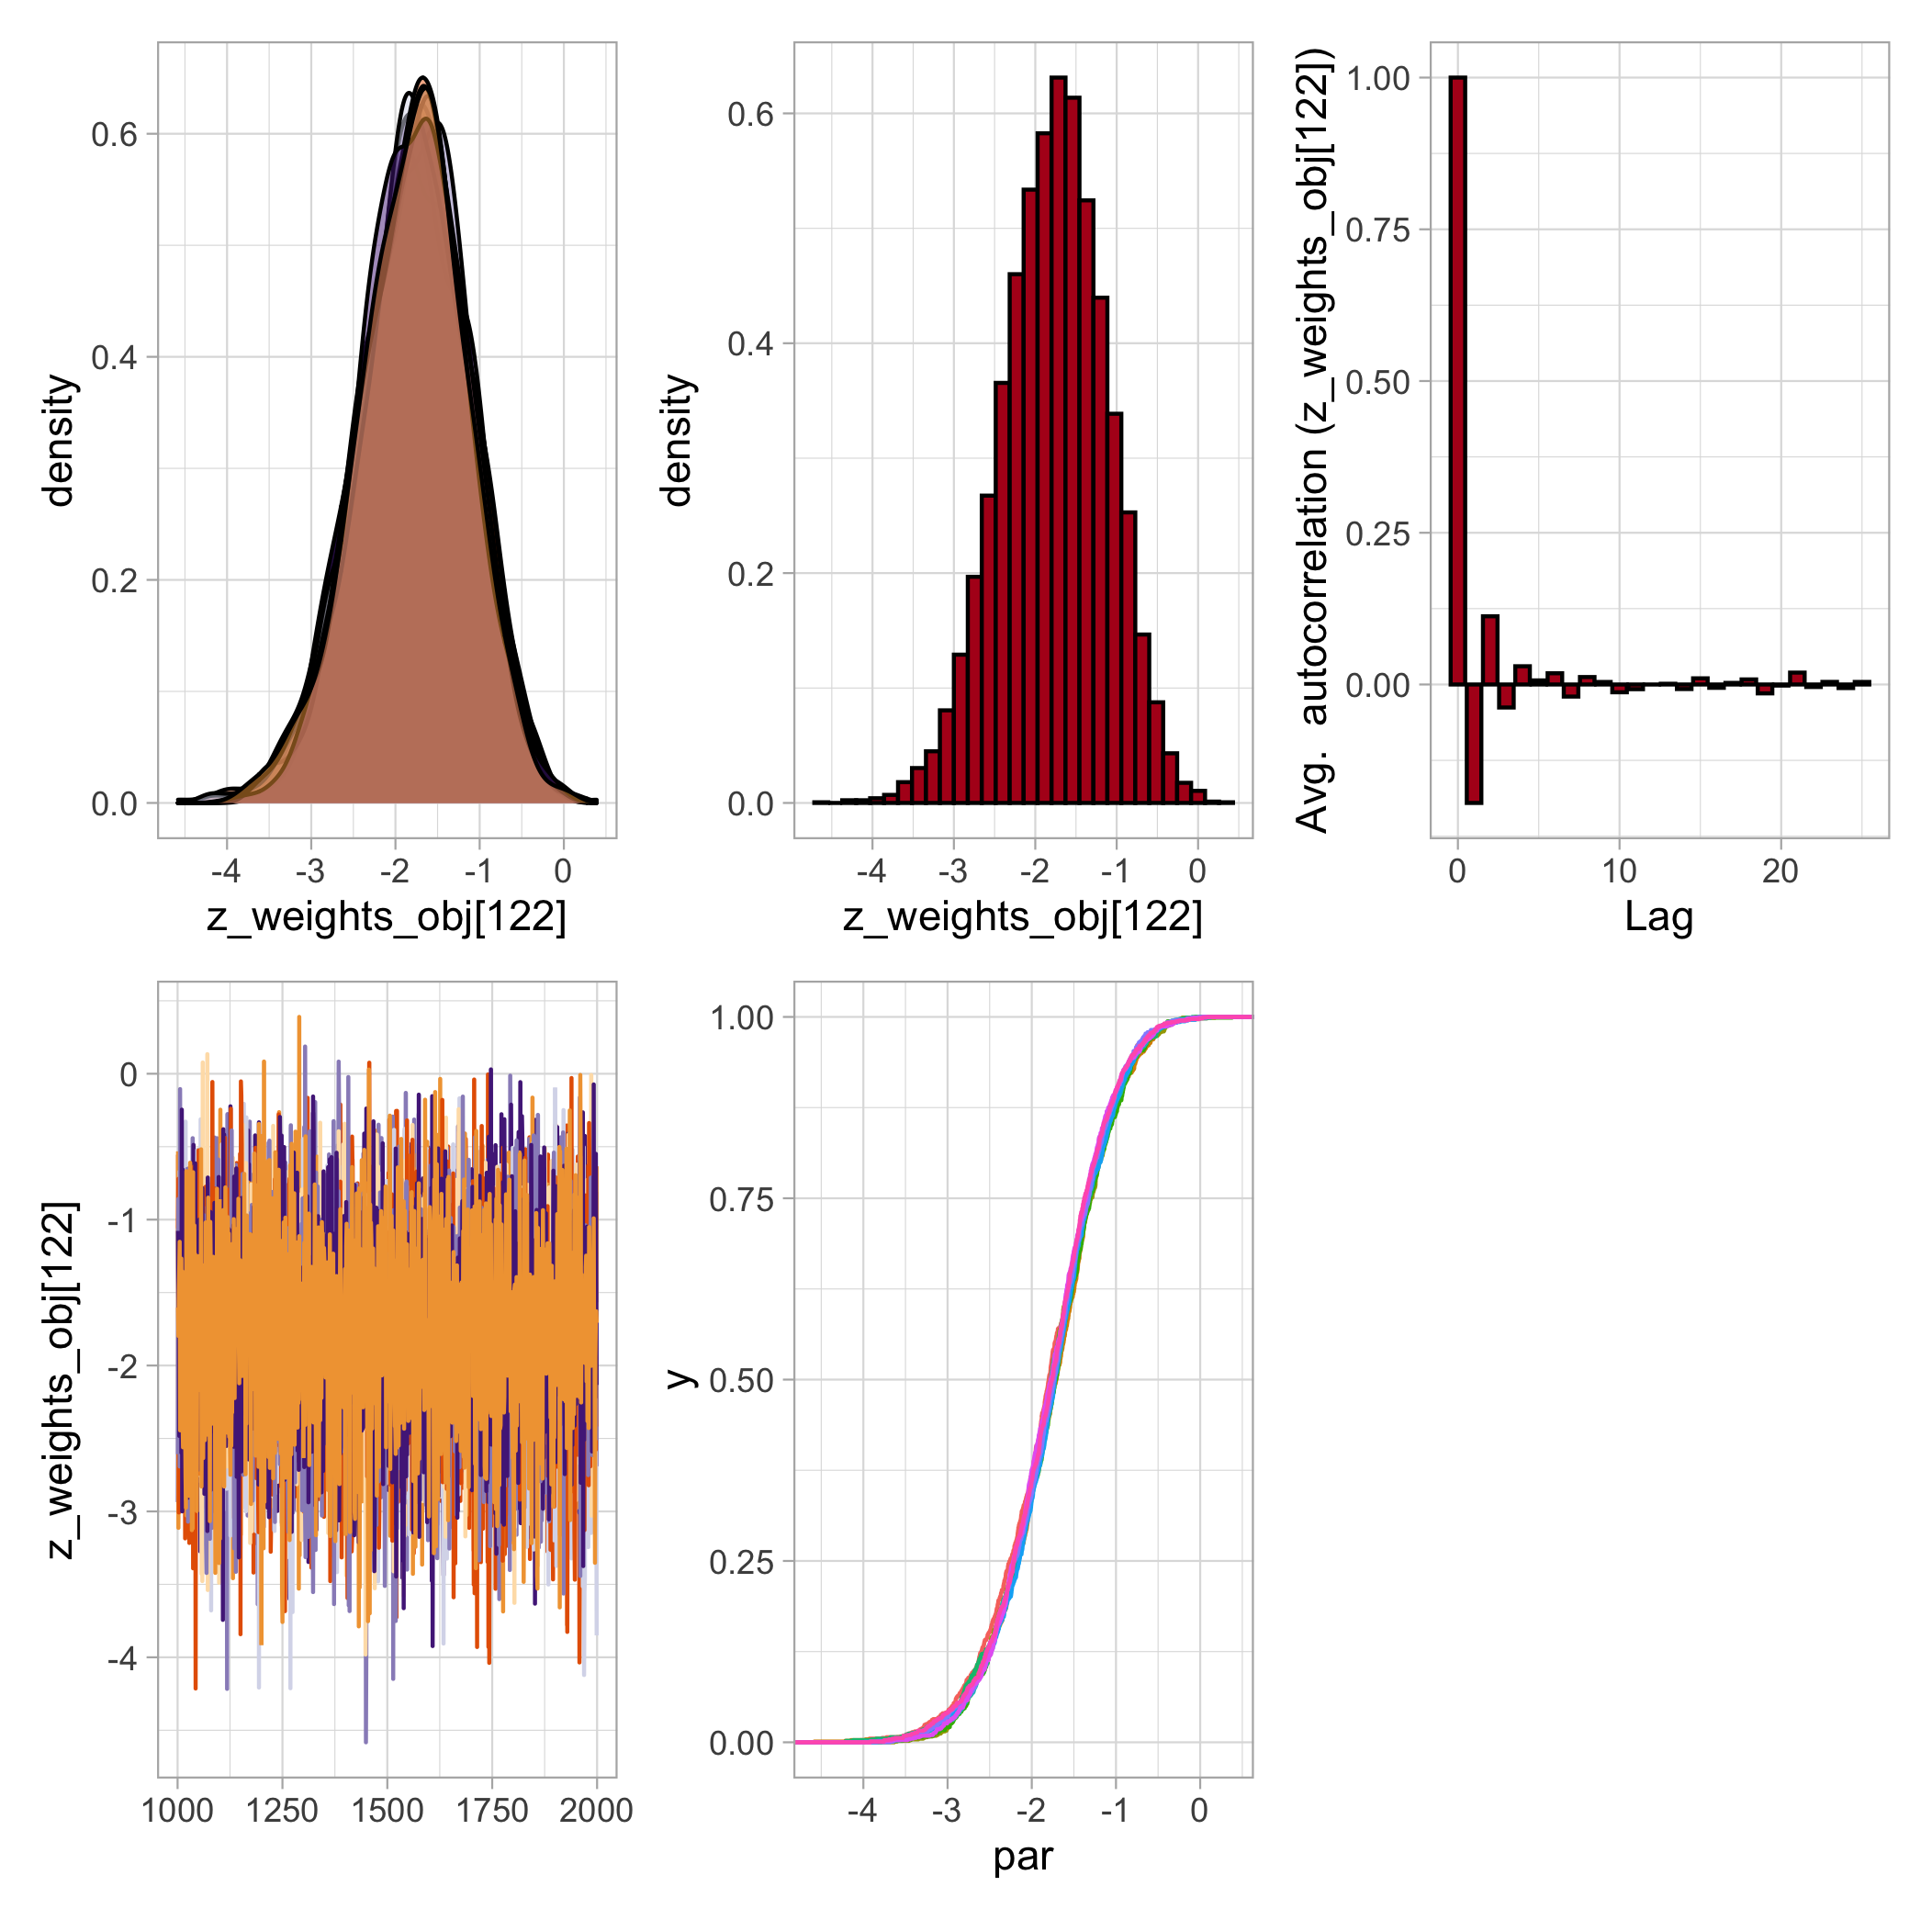 density
0.6
0.4
0.2
0.0
-4 -3 -2 -1 0
z_weights_obj[122]
density
0.6
0.4
0.2
0.0
-4 -3 -2 -1 0
z_weights_obj[122]
Avg. autocorrelation (z_weights_obj[122])
1.00
0.75
0.50
0.25
0.00
0 10 20
Lag
z_weights_obj[122]
0
-1
-2
-3
-4
1000 1250 1500 1750 2000
y
1.00
0.75
0.50
0.25
0.00
-4 -3 -2 -1 0
par